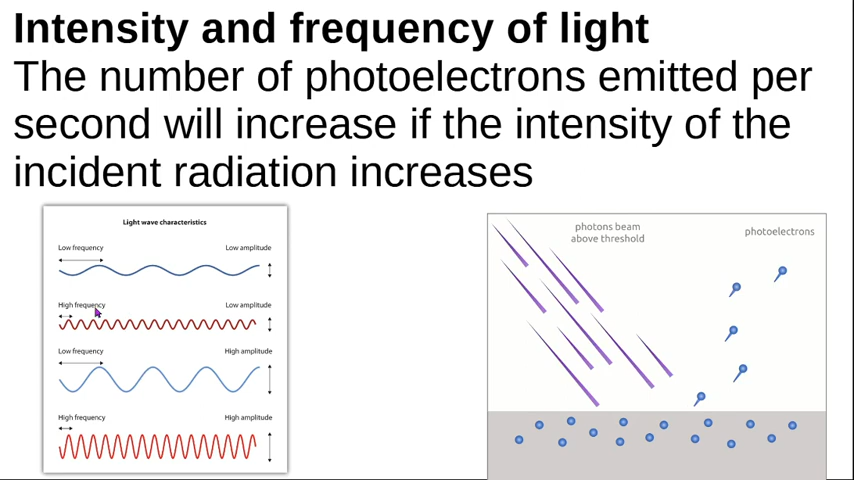 Intensity and frequency of light
The number of photoelectrons emitted per
second will increase if the intensity of the
incident radiation increases
Light wave characteristics
Low frequency Low amplitude
High frequency Low amplitude
Low frequency High amplitude
High frequency High amplitude
photons beam
above threshold
photoelectrons